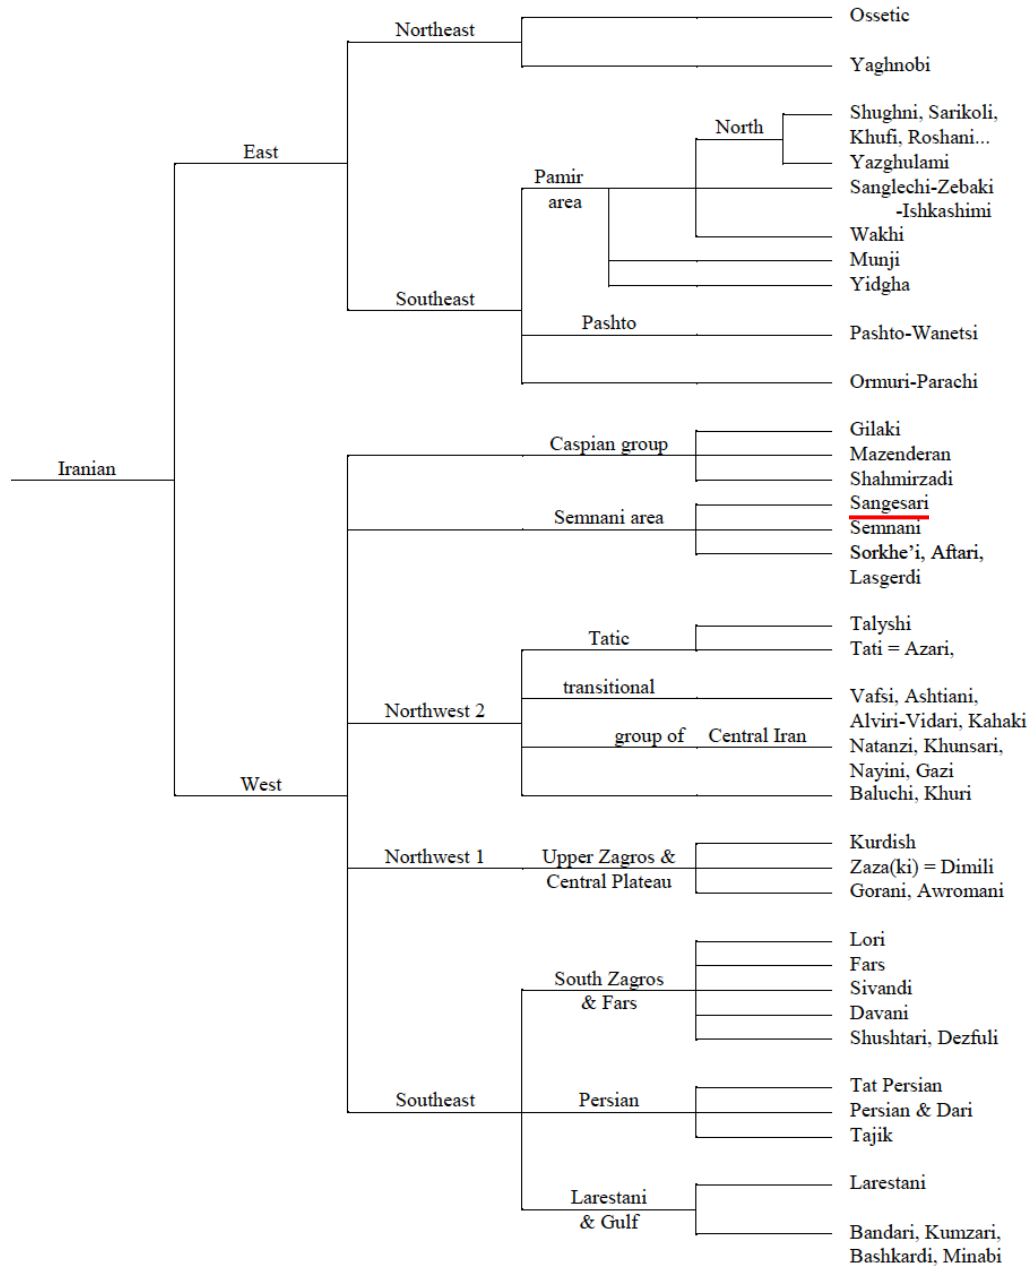 Ossetic
Northeast
Yaghnobi
Shughni, Sarikoli,
North
Khufi, Roshani...
East
Yazghulami
Pamir
area
Sanglechi-Zebaki
-Ishkashimi
Wakhi
Munji
Yidgha
Southeast
Pashto
Pashto-Wanetsi
Ormuri-Parachi
Iranian
Gilaki
Caspian group
Mazenderan
Shahmirzadi
Sangesari
Semnani area
Semnani
Sorkhe'i, Aftari,
Lasgerdi
Talyshi
Tatic
Tati = Azari,
transitional
Vafsi, Ashtiani,
Alviri-Vidari, Kahaki
Northwest 2
group of Central Iran
Natanzi, Khunsari,
Nayini, Gazi
West
Baluchi, Khuri
Kurdish
Northwest 1
Upper Zagros &
Central Plateau
Zaza(ki) = Dimili
Gorani, Awromani
Lori
Fars
South Zagros
& Fars
Sivandi
Davani
Shushtari, Dezfuli
Tat Persian
Southeast
Persian
Persian & Dari
Tajik
Larestani
Larestani
& Gulf
Bandari, Kumzari,
Bashkardi, Minabi